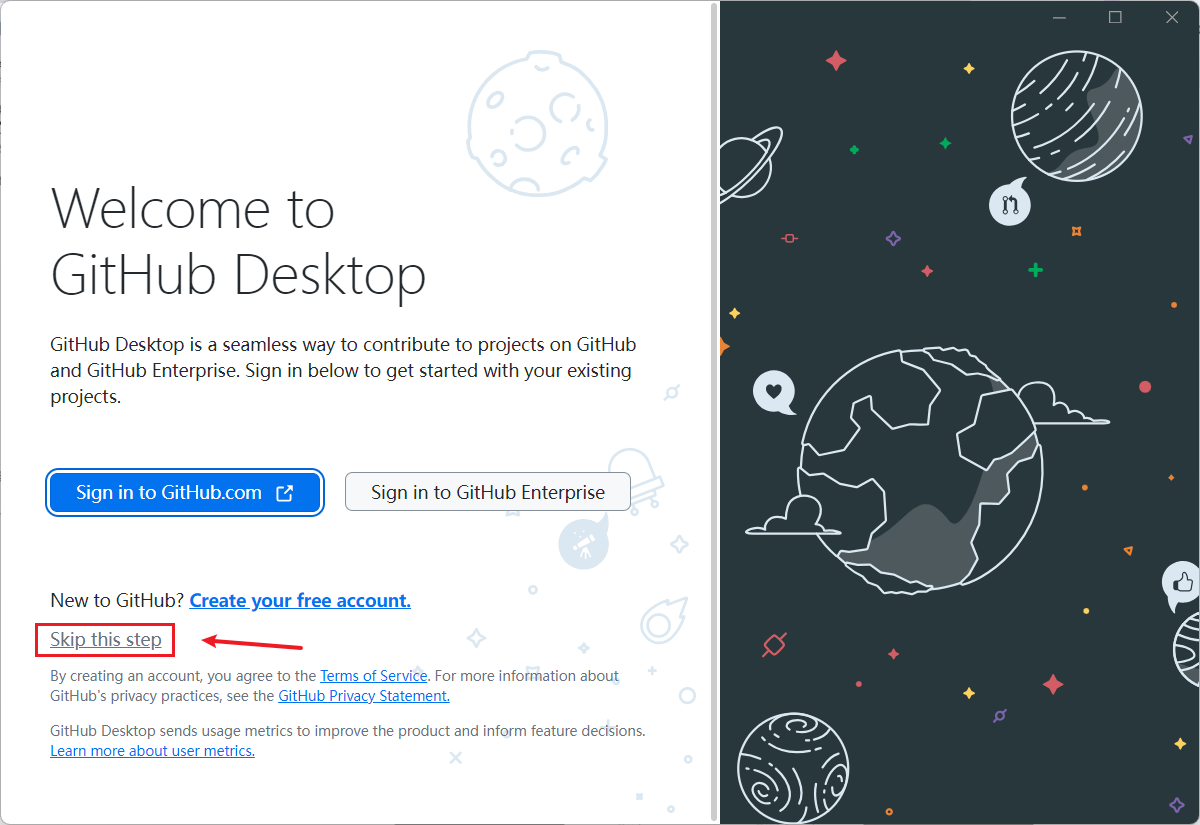 Welcome to
GitHub Desktop
GitHub Desktop is a seamless way to contribute to projects on GitHub
and GitHub Enterprise. Sign in below to get started with your existing
projects.
Sign in to GitHub.com
Sign in to GitHub Enterprise
New to GitHub? Create your free account.
Skip this step
By creating an account, you agree to the Terms of Service. For more information about
GitHub's privacy practices, see the GitHub Privacy Statement.
GitHub Desktop sends usage metrics to improve the product and inform feature decisions.
Learn more about user metrics.